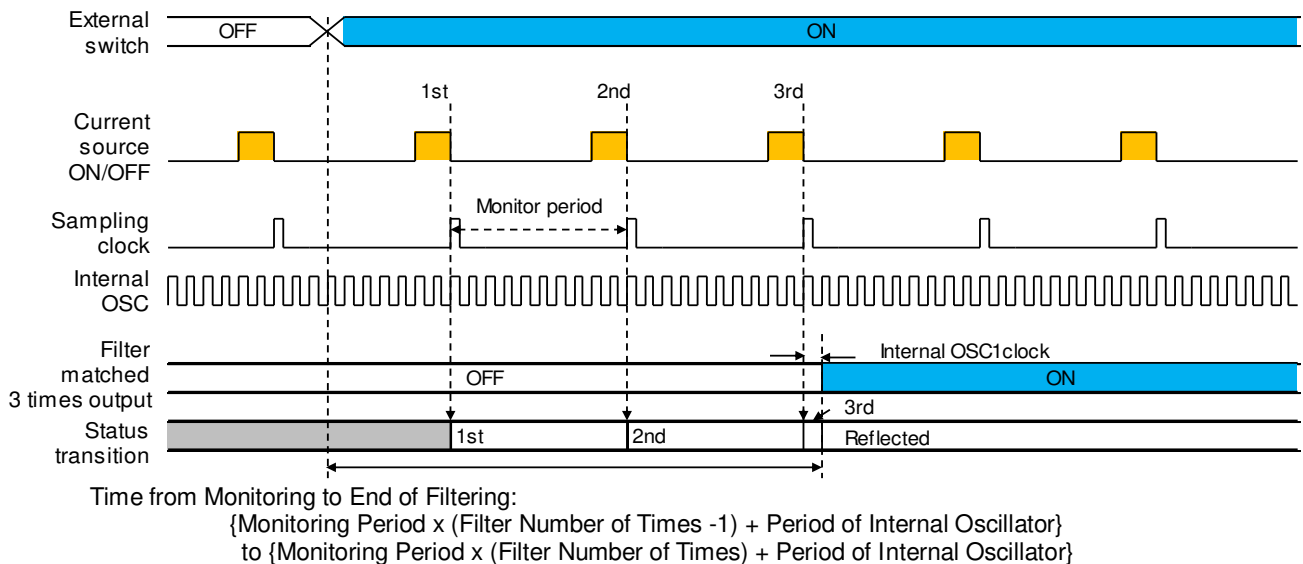 External
switch
OFF
ON
1st
2nd
3rd
Current
source
ON/OFF
Monitor period
Sampling
clock
Internal
OSC
Filter
matched
3 times output
Internal OSC1clock
OFF
ON
3rd
Status
transition
1st
2nd
Reflected
Time from Monitoring to End of Filtering:
{Monitoring Period x (Filter Number of Times -1) + Period of Internal Oscillator}
to {Monitoring Period x (Filter Number of Times) + Period of Internal Oscillator}